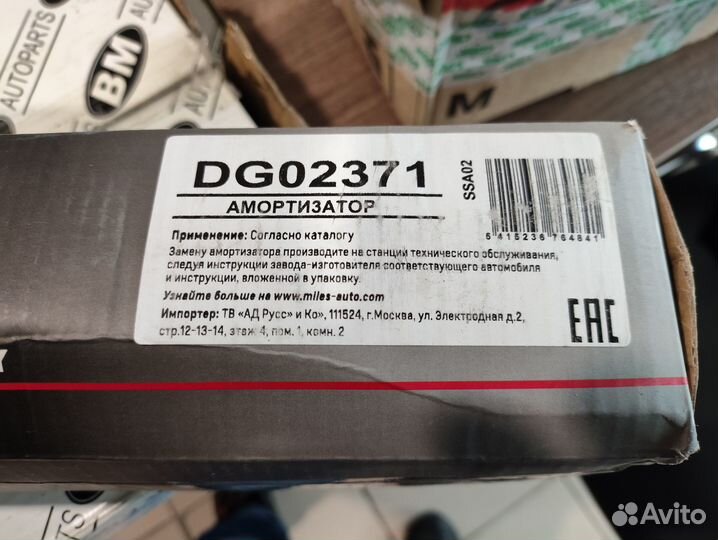 AUTOPARTS
BM
AUTOPARTS
M
DG02371
АМОРТИЗАТОР
SSA02
5415236764841
Применение: Согласно каталогу
Замену амортизатора производите на станций технического обслуживания,
следуя инструкции завода-изготовителя соответствующего автомобиля
и инструкции, вложенной в упаковку.
Узнайте больше на www.miles-auto.com
Импортер: ТВ «АД Русс» и Ко», 111524, г.Москва, ул. Электродная д.2,
стр.12-13-14, этаж 4, пом. 1, комн. 2
EAC
Avito